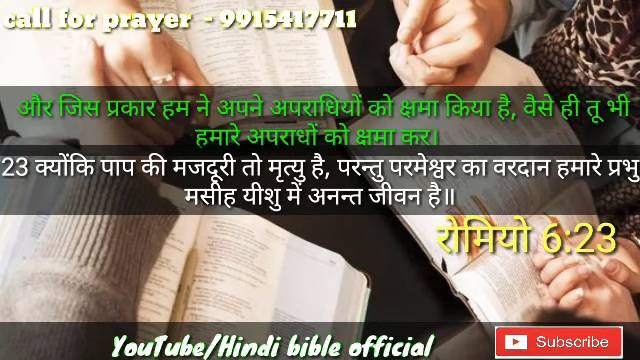 call for prayer - 9915417711
और जिस प्रकार हम ने अपने अपराधियों को क्षमा किया है, वैसे ही तू भी
हमारे अपराधों को क्षमा कर।
23 क्योंकि पाप की मजदूरी तो मृत्यु है, परन्तु परमेश्वर का वरदान हमारे प्रभु
मसीह यीशु में अनन्त जीवन है॥
रोमियो 6:23
YouTube/Hindi bible official
Subscribe